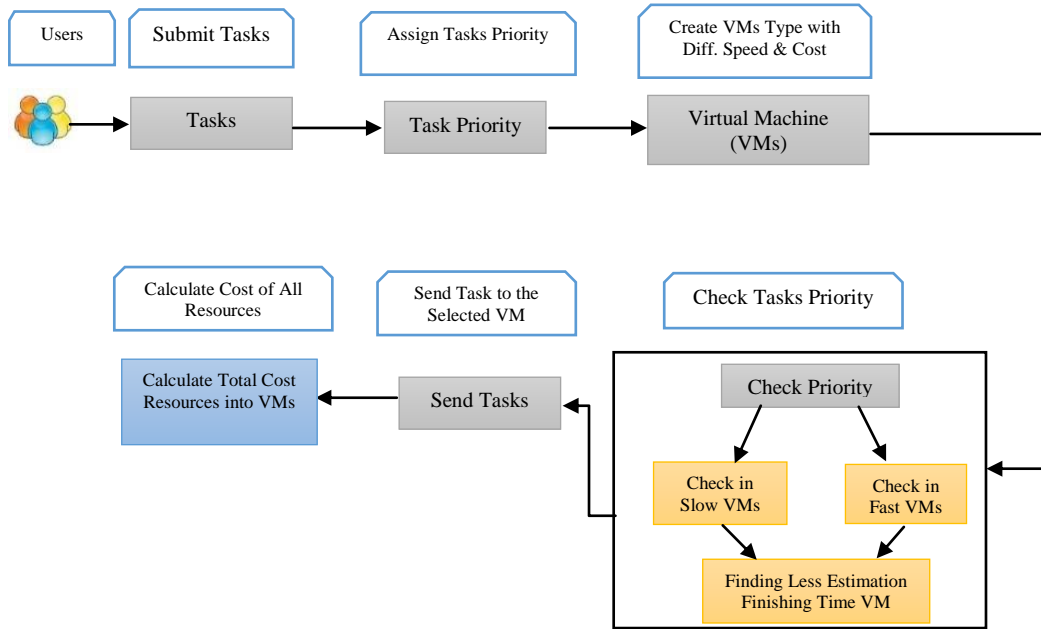 Users
Submit Tasks
Assign Tasks Priority
Create VMs Type with
Diff. Speed & Cost
Tasks
Task Priority
Virtual Machine
(VMs)
Calculate Cost of All
Resources
Send Task to the
Selected VM
Check Tasks Priority
Calculate Total Cost
Resources into VMs
Send Tasks
Check Priority
Check in
Slow VMs
Check in
Fast VMs
Finding Less Estimation
Finishing Time VM